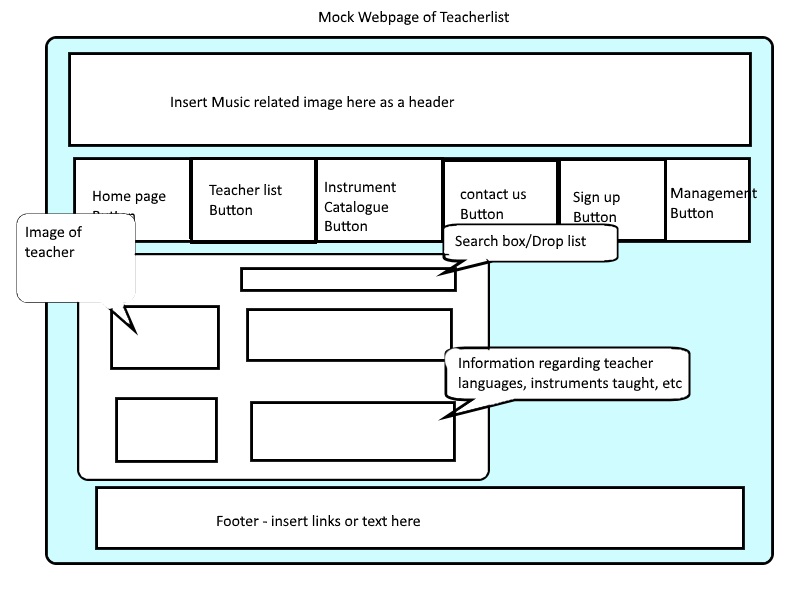 Mock Webpage of Teacherlist
Insert Music related image here as a header
Home page
Button
Teacher list
Button
Instrument
Catalogue
Button
contact us
Button
Sign up
Button
Management
Button
Image of
teacher
Search box/Drop list
Information regarding teacher
languages, instruments taught, etc
Footer - insert links or text here